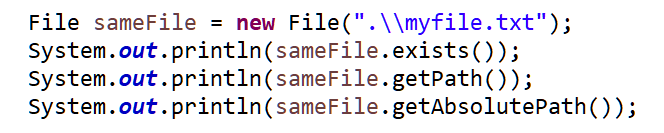 File sameFile = new File(".\\myfile.txt");
System.out.println(sameFile.exists());
System.out.println(sameFile.getPath());
System.out.println(sameFile.getAbsolutePath());